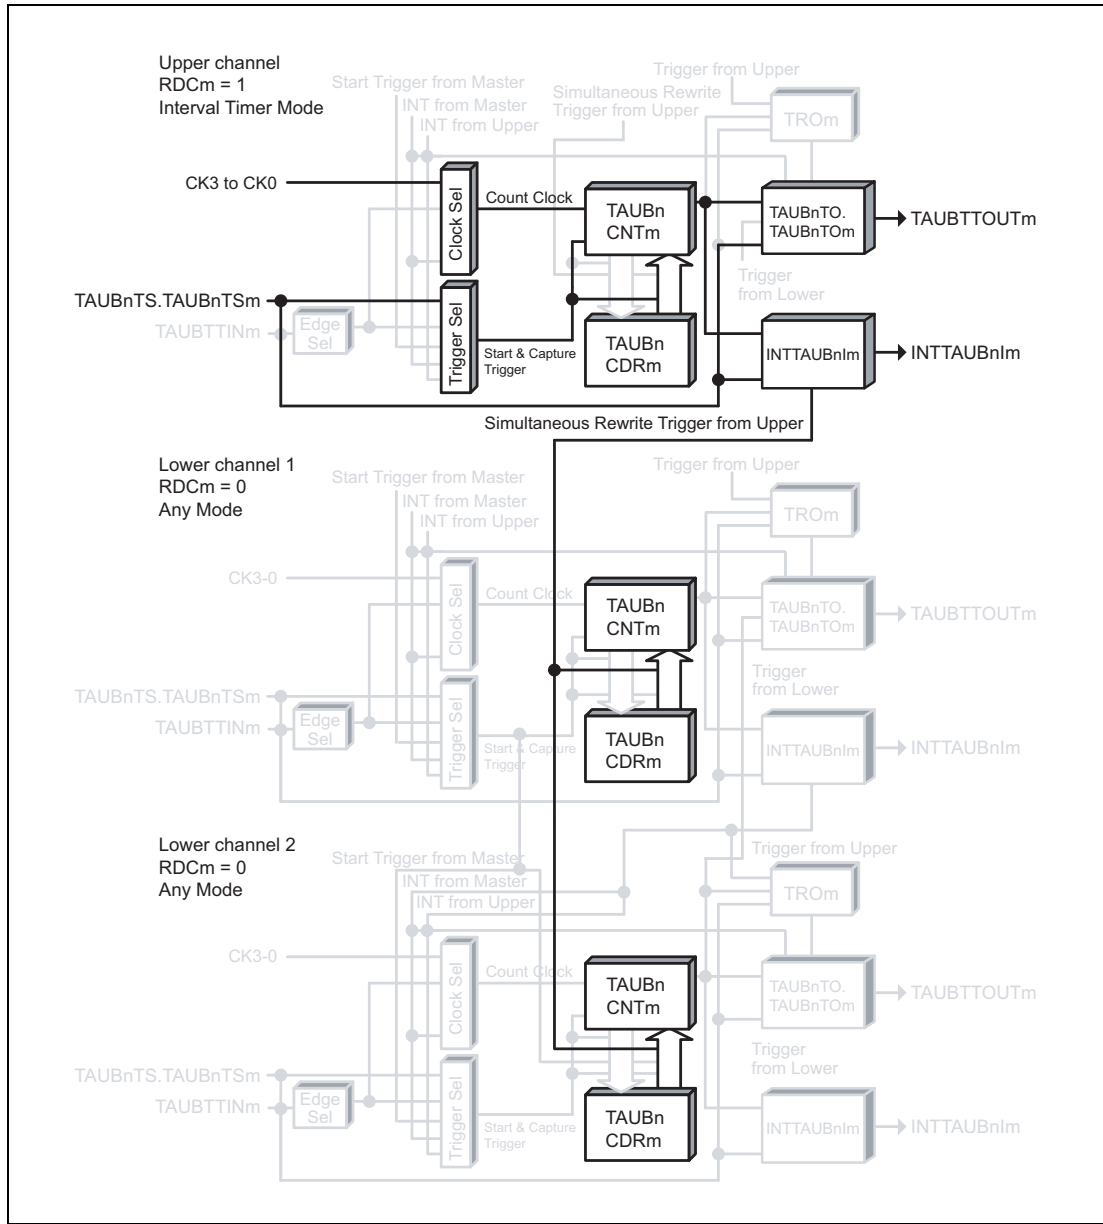 Upper channel
RDCm = 1
Interval Timer Mode
Start Trigger from Master
INT from Master
INT from Upper
Simultaneous Rewrite
Trigger from Upper
Trigger from Upper
TROm
CK3 to CK0
Clock Sel
Count Clock
TAUBn
CNTm
TAUBnTO.
TAUBnTOm
TAUBTTOUTm
Trigger
from Lower
TAUBnTS.TAUBnTSm
TAUBTTINm
Edge
Sel
Trigger Sel
Start & Capture
Trigger
TAUBn
CDRm
INTTAUBnIm
INTTAUBnIm
Simultaneous Rewrite Trigger from Upper
Lower channel 1
RDCm = 0
Any Mode
Start Trigger from Master
INT from Master
INT from Upper
Trigger from Upper
TROm
CK3-0
Clock Sel
Count Clock
TAUBn
CNTm
TAUBnTO.
TAUBnTOm
TAUBTTOUTm
Trigger
from Lower
TAUBnTS.TAUBnTSm
TAUBTTINm
Edge
Sel
Trigger Sel
Start & Capture
Trigger
TAUBn
CDRm
INTTAUBnIm
INTTAUBnIm
Lower channel 2
RDCm = 0
Any Mode
Start Trigger from Master
INT from Master
INT from Upper
Trigger from Upper
TROm
CK3-0
Clock Sel
Count Clock
TAUBn
CNTm
TAUBnTO.
TAUBnTOm
TAUBTTOUTm
Trigger
from Lower
TAUBnTS.TAUBnTSm
TAUBTTINm
Edge
Sel
Trigger Sel
Start & Capture
Trigger
TAUBn
CDRm
INTTAUBnIm
INTTAUBnIm